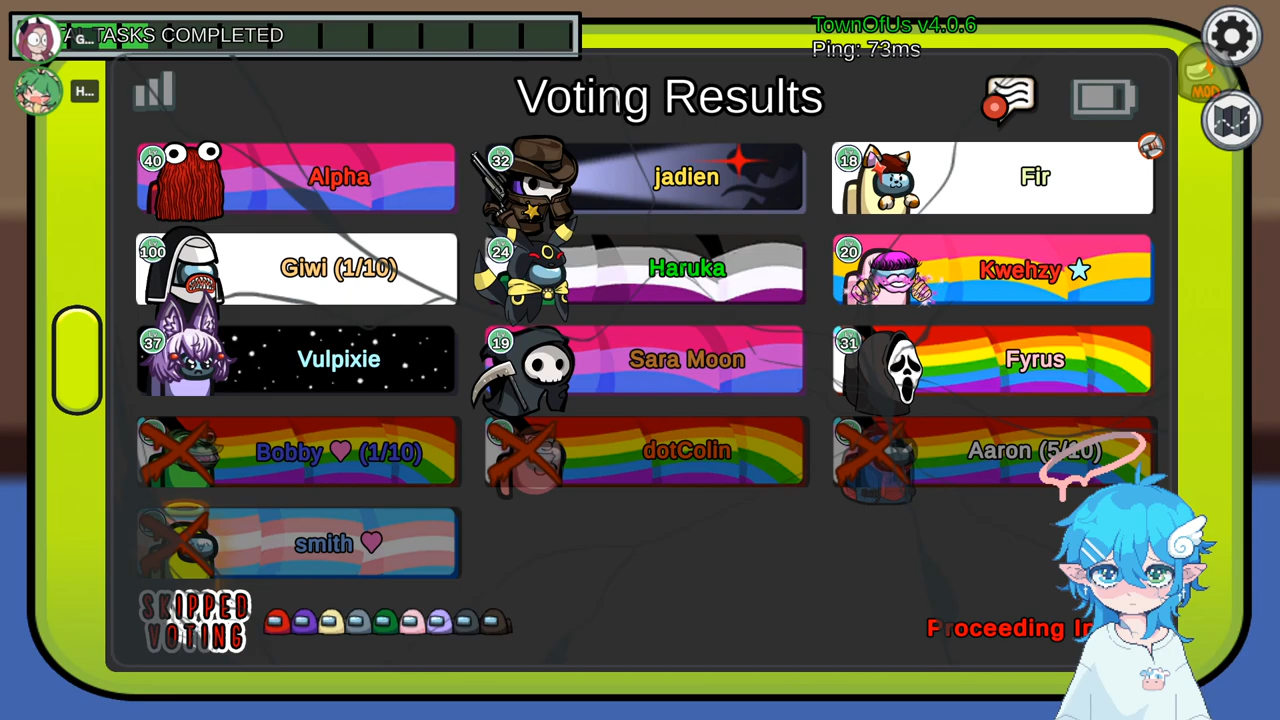 TASKS COMPLETED
G...
TownOfUs v4.0.6
Ping: 73ms
H...
MOD
Voting Results
40
Alpha
32
jadien
18
Fir
100
Giwi (1/10)
24
Haruka
20
Kwehzy
37
Vulpixie
19
Sara Moon
31
Fyrus
Bobby (1/10)
dotColin
Aaron (5/10)
smith
SKIPPED
VOTING
Proceeding